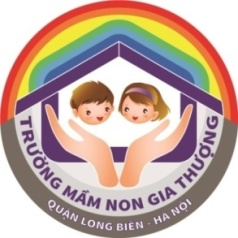 TRƯỜNG MẦM NON GIA THƯỢNG
QUẬN LONG BIÊN - HÀ NỘI